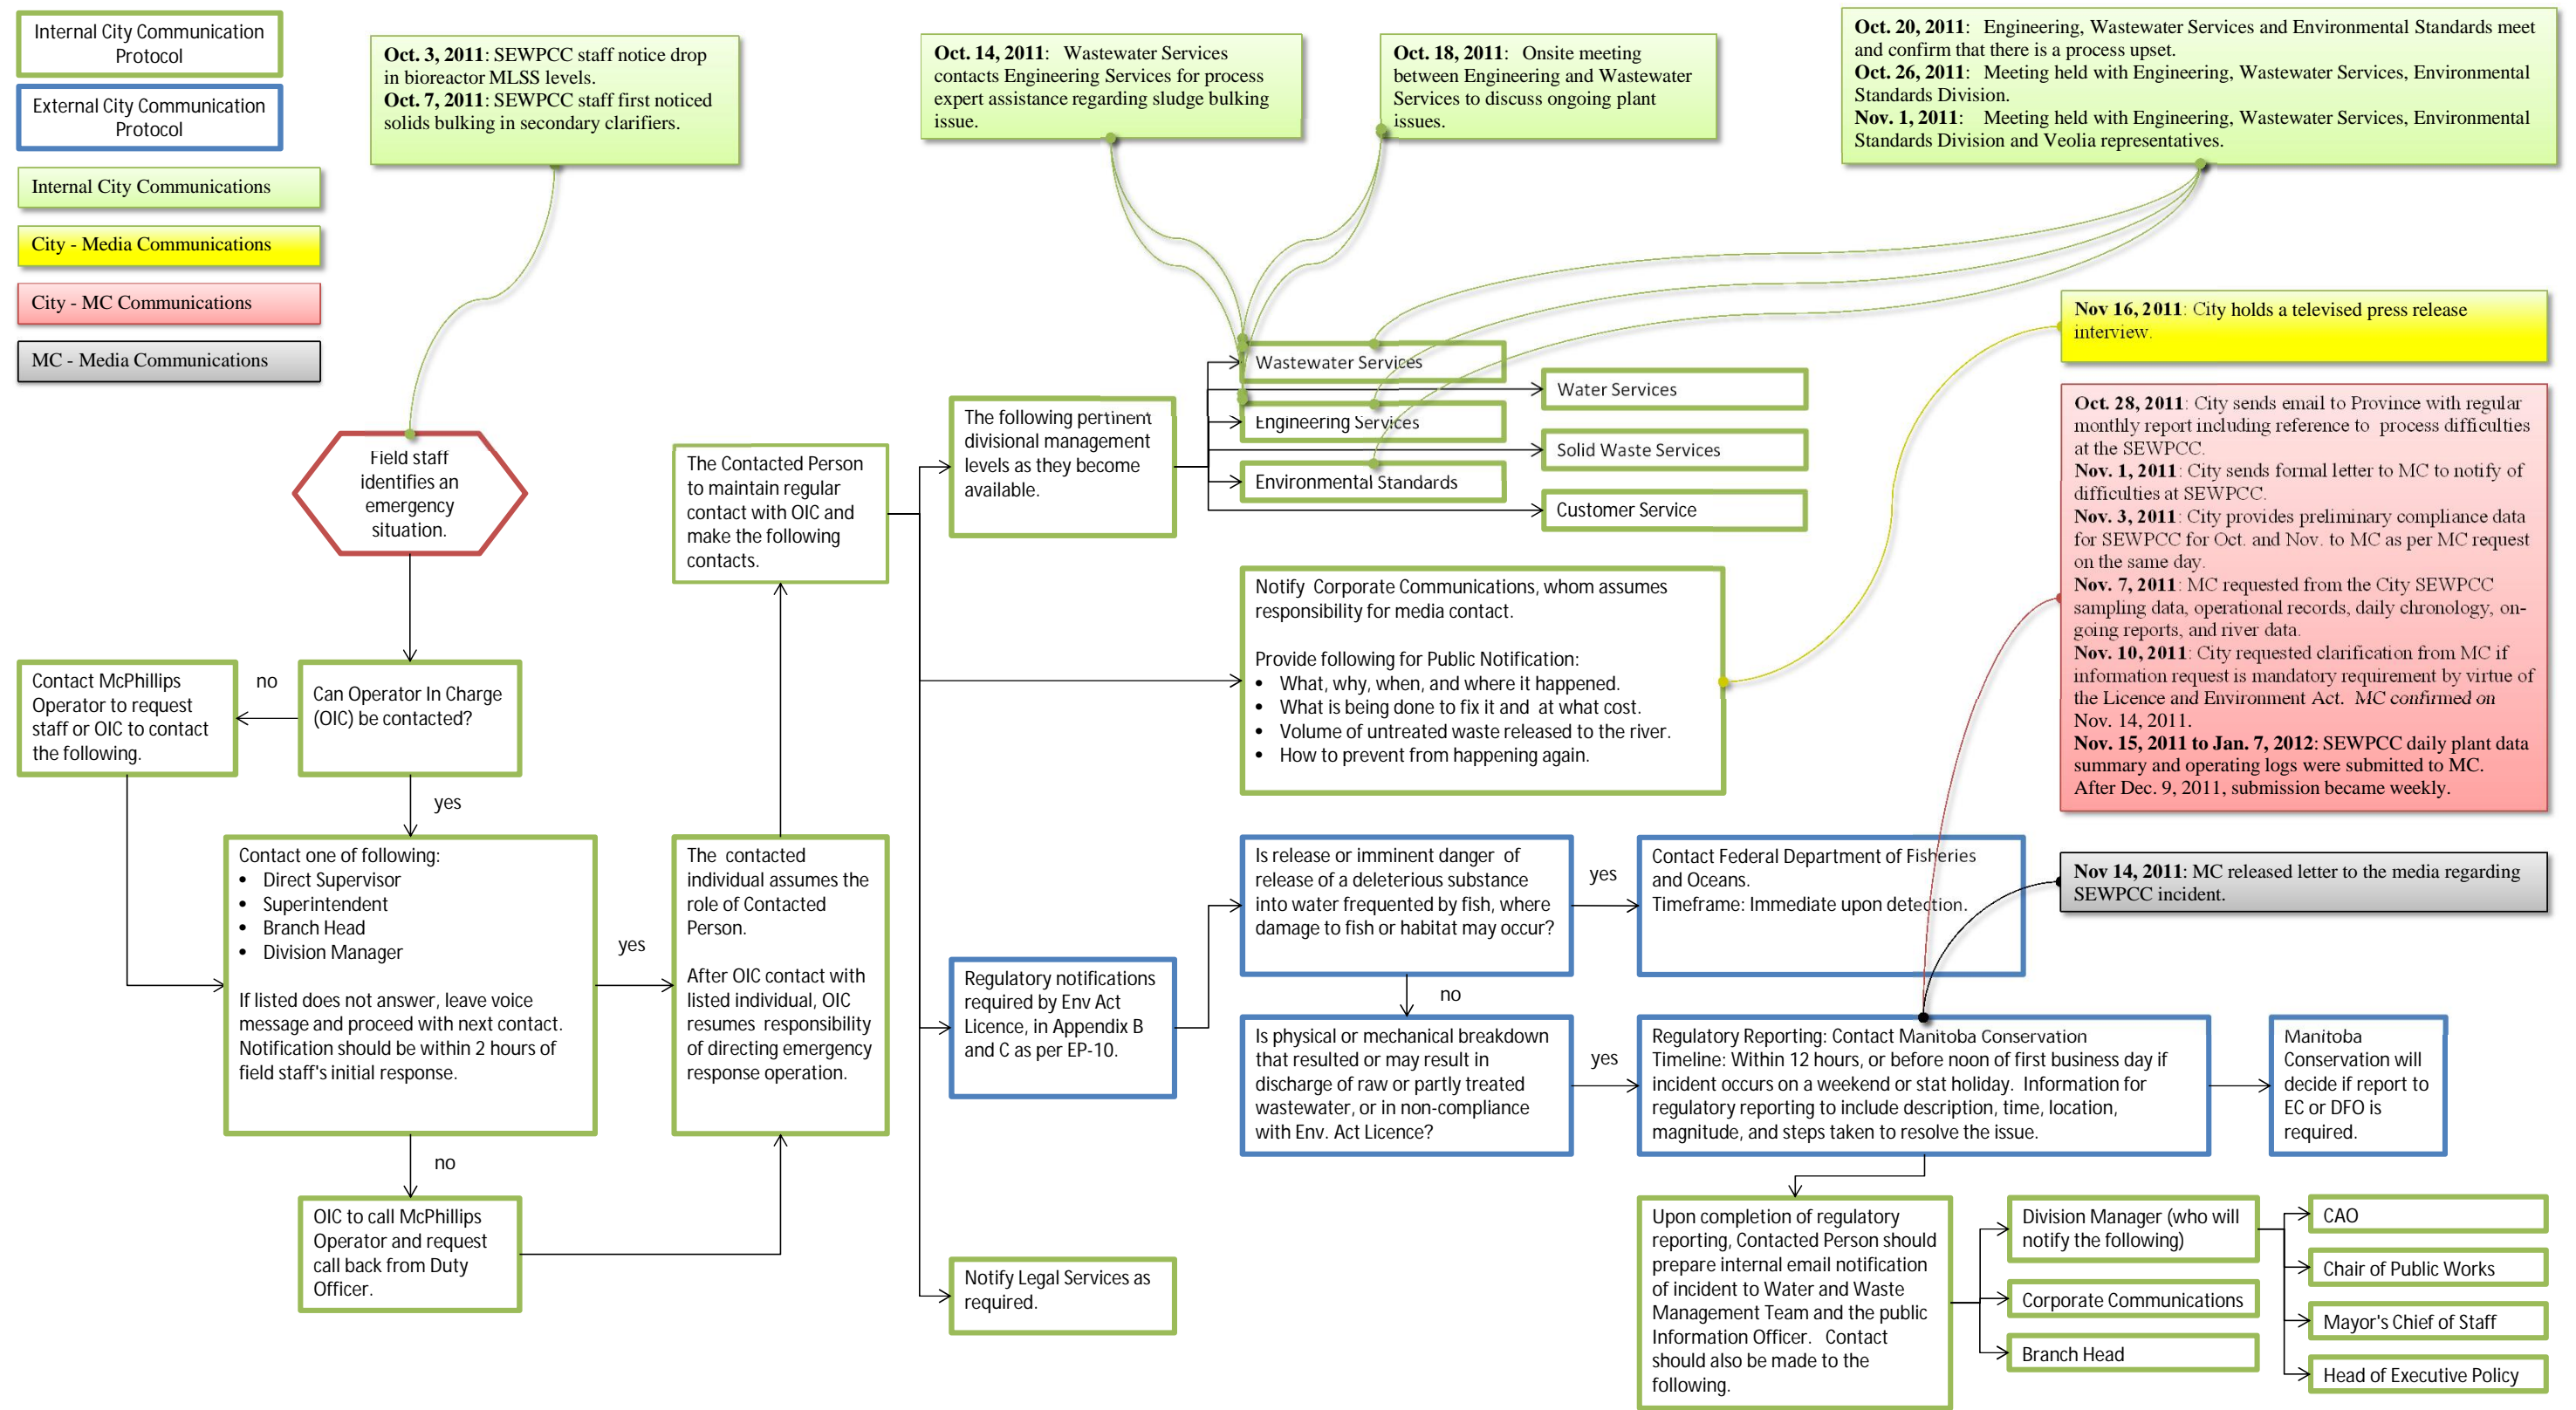 Internal City Communication
Protocol
External City Communication
Protocol
Internal City Communications
City - Media Communications
City - MC Communications
MC - Media Communications
Oct. 3, 2011: SEWPCC staff notice drop
in bioreactor MLSS levels.
Oct. 7, 2011: SEWPCC staff first noticed
solids bulking in secondary clarifiers.
Oct. 14, 2011: Wastewater Services
contacts Engineering Services for process
expert assistance regarding sludge bulking
issue.
Oct. 18, 2011: Onsite meeting
between Engineering and Wastewater
Services to discuss ongoing plant
issues.
Oct. 20, 2011: Engineering, Wastewater Services and Environmental Standards meet
and confirm that there is a process upset.
Oct. 26, 2011: Meeting held with Engineering, Wastewater Services, Environmental
Standards Division.
Nov. 1, 2011: Meeting held with Engineering, Wastewater Services, Environmental
Standards Division and Veolia representatives.
Nov 16, 2011: City holds a televised press release
interview.
Oct. 28, 2011: City sends email to Province with regular
monthly report including reference to process difficulties
at the SEWPCC.
Nov. 1, 2011: City sends formal letter to MC to notify of
difficulties at SEWPCC.
Nov. 3, 2011: City provides preliminary compliance data
for SEWPCC for Oct. and Nov. to MC as per MC request
on the same day.
Nov. 7, 2011: MC requested from the City SEWPCC
sampling data, operational records, daily chronology, on-
going reports, and river data.
Nov. 10, 2011: City requested clarification from MC if
information request is mandatory requirement by virtue of
the Licence and Environment Act. MC confirmed on
Nov. 14, 2011.
Nov. 15, 2011 to Jan. 7, 2012: SEWPCC daily plant data
summary and operating logs were submitted to MC.
After Dec. 9, 2011, submission became weekly.
Nov 14, 2011: MC released letter to the media regarding
SEWPCC incident.
Field staff
identifies an
emergency
situation.
Can Operator In Charge
(OIC) be contacted?
no
Contact McPhillips
Operator to request
staff or OIC to contact
the following.
yes
Contact one of following:
• Direct Supervisor
• Superintendent
• Branch Head
• Division Manager
If listed does not answer, leave voice
message and proceed with next contact.
Notification should be within 2 hours of
field staff's initial response.
yes
no
OIC to call McPhillips
Operator and request
call back from Duty
Officer.
The contacted
individual assumes the
role of Contacted
Person.
After OIC contact with
listed individual, OIC
resumes responsibility
of directing emergency
response operation.
The Contacted Person
to maintain regular
contact with OIC and
make the following
contacts.
The following pertinent
divisional management
levels as they become
available.
Wastewater Services
Water Services
Engineering Services
Solid Waste Services
Environmental Standards
Customer Service
Notify Corporate Communications, whom assumes
responsibility for media contact.
Provide following for Public Notification:
• What, why, when, and where it happened.
• What is being done to fix it and at what cost.
• Volume of untreated waste released to the river.
• How to prevent from happening again.
Regulatory notifications
required by Env Act
Licence, in Appendix B
and C as per EP-10.
Is release or imminent danger of
release of a deleterious substance
into water frequented by fish, where
damage to fish or habitat may occur?
yes
Contact Federal Department of Fisheries
and Oceans.
Timeframe: Immediate upon detection.
no
Is physical or mechanical breakdown
that resulted or may result in
discharge of raw or partly treated
wastewater, or in non-compliance
with Env. Act Licence?
yes
Regulatory Reporting: Contact Manitoba Conservation
Timeline: Within 12 hours, or before noon of first business day if
incident occurs on a weekend or stat holiday. Information for
regulatory reporting to include description, time, location,
magnitude, and steps taken to resolve the issue.
Manitoba
Conservation will
decide if report to
EC or DFO is
required.
Notify Legal Services as
required.
Upon completion of regulatory
reporting, Contacted Person should
prepare internal email notification
of incident to Water and Waste
Management Team and the public
Information Officer. Contact
should also be made to the
following.
Division Manager (who will
notify the following)
Corporate Communications
Branch Head
CAO
Chair of Public Works
Mayor's Chief of Staff
Head of Executive Policy